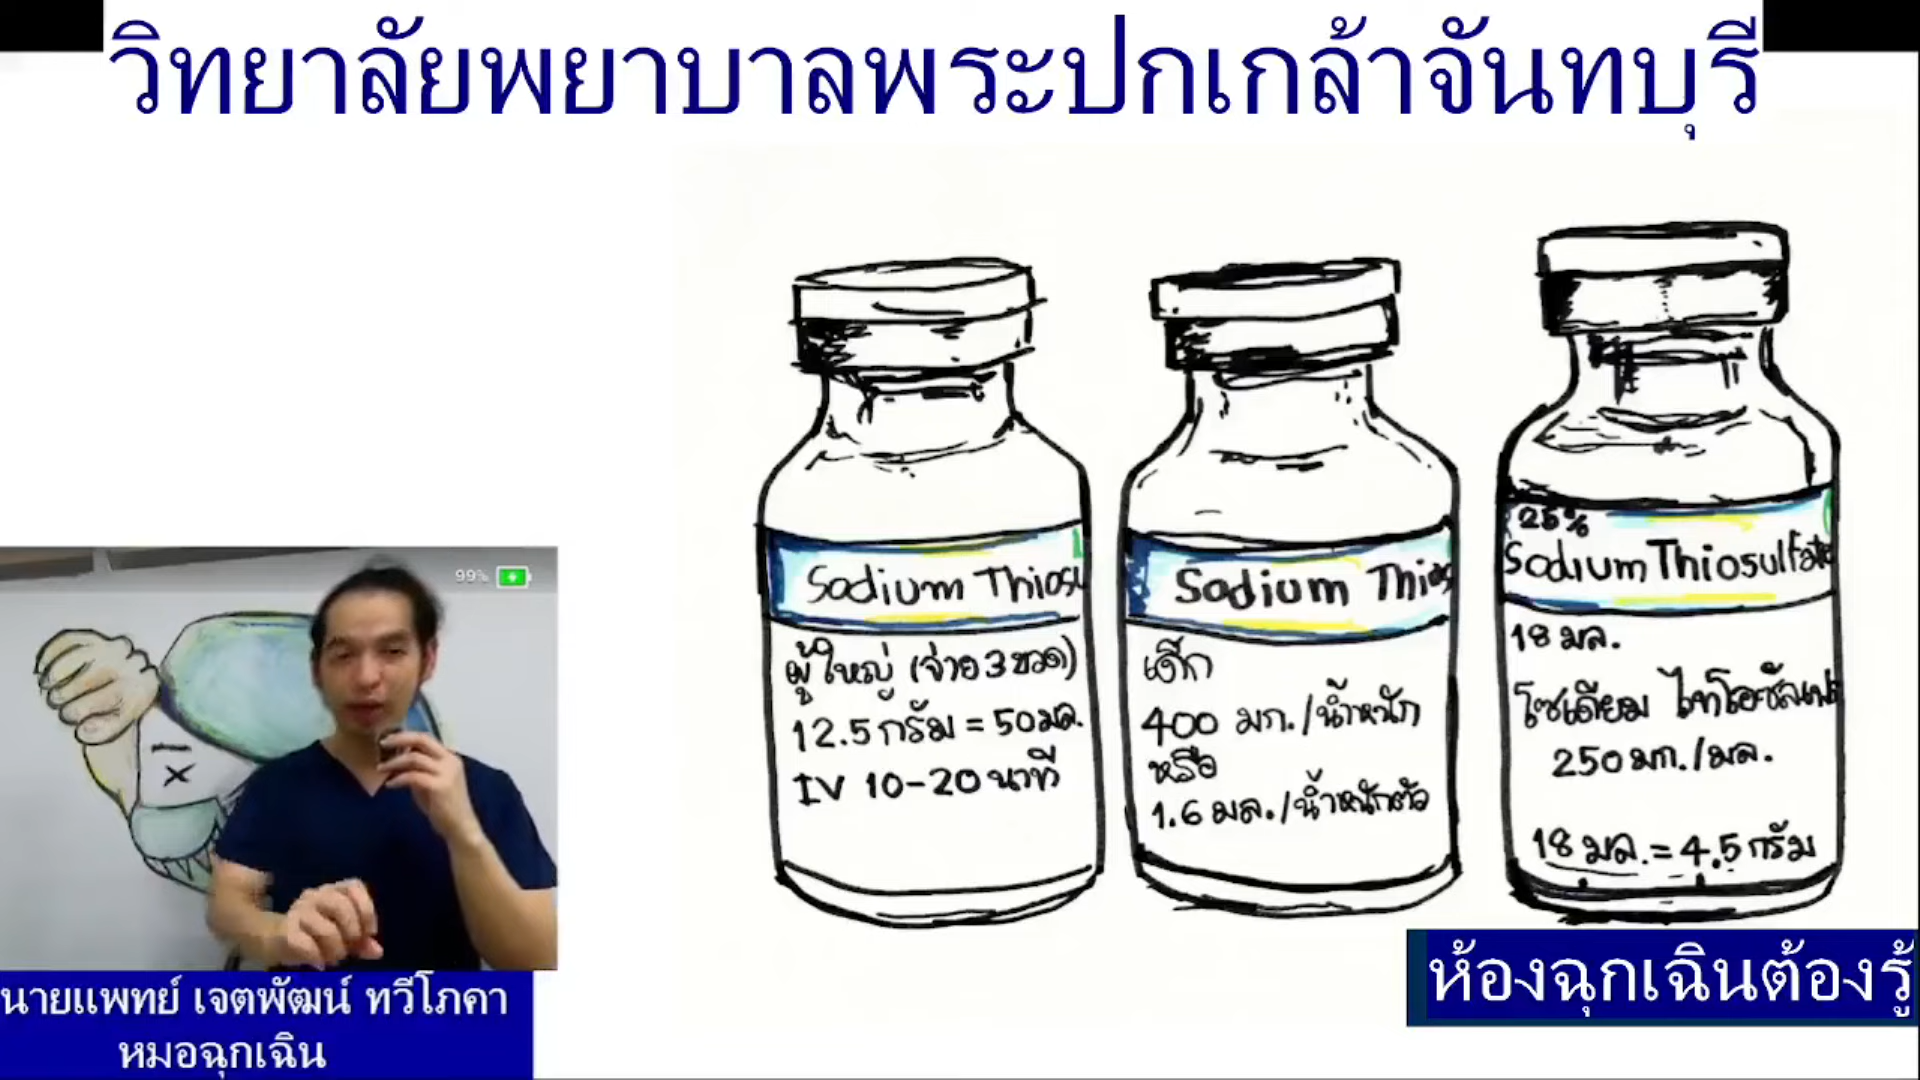 วิทยาลัยพยาบาลพระปกเกล้าจันทบุรี
Sodium Thiosu
ผู้ใหญ่ (จ่าย 3 ขวด)
12.5 กรัม = 50 มล.
IV 10-20 นาที
Sodium Thios
เด็ก
400 มก./น้ำหนัก
หรือ
1.6 มล./น้ำหนักตัว
25%
Sodium Thiosulfate
18 มล.
โซเดียม ไทโอซัลเฟ
250 มก./มล.
18 มล. = 4.5 กรัม
99%
นายแพทย์ เจตพัฒน์ ทวีโภคา
หมอฉุกเฉิน
ห้องฉุกเฉินต้องรู้